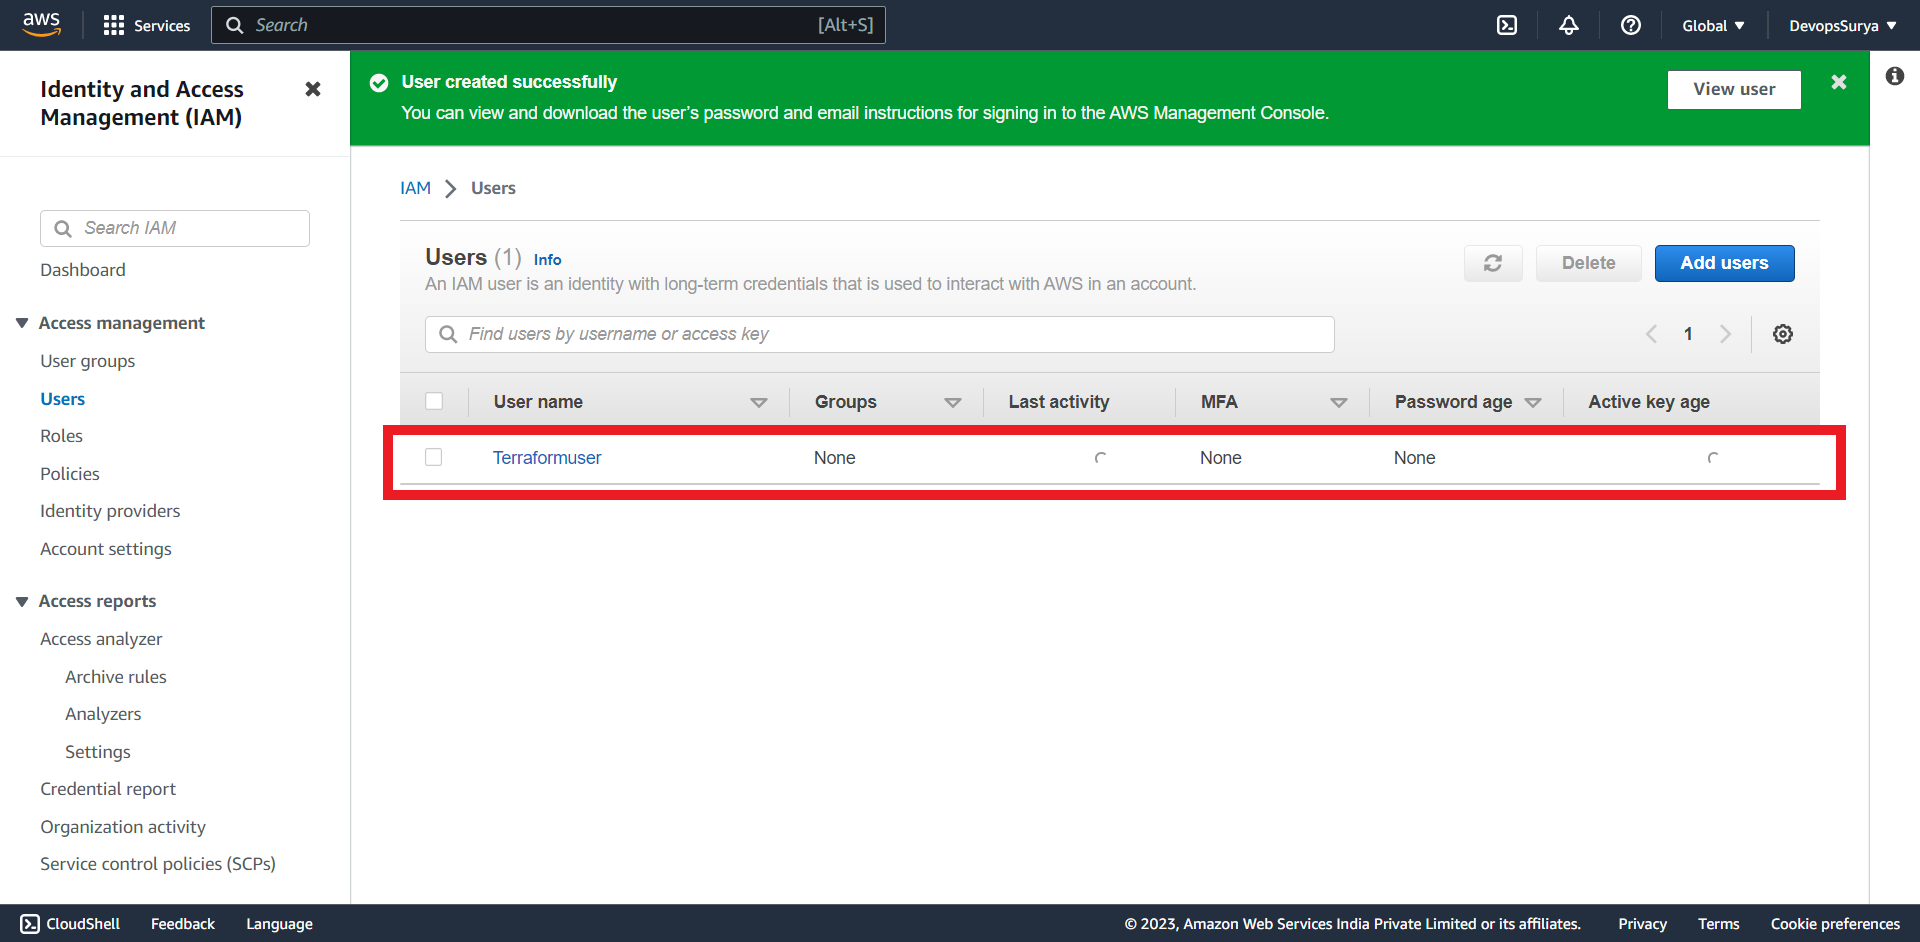 aws Services Search [Alt+S] Global DevopsSurya
Identity and Access
Management (IAM)
Search IAM
Dashboard
Access management
User groups
Users
Roles
Policies
Identity providers
Account settings
Access reports
Access analyzer
Archive rules
Analyzers
Settings
Credential report
Organization activity
Service control policies (SCPs)
User created successfully
You can view and download the user's password and email instructions for signing in to the AWS Management Console.
View user
IAM Users
Users (1) Info
An IAM user is an identity with long-term credentials that is used to interact with AWS in an account.
Delete Add users
Find users by username or access key
1
User name Groups Last activity MFA Password age Active key age
Terraformuser None None None
CloudShell Feedback Language © 2023, Amazon Web Services India Private Limited or its affiliates. Privacy Terms Cookie preferences